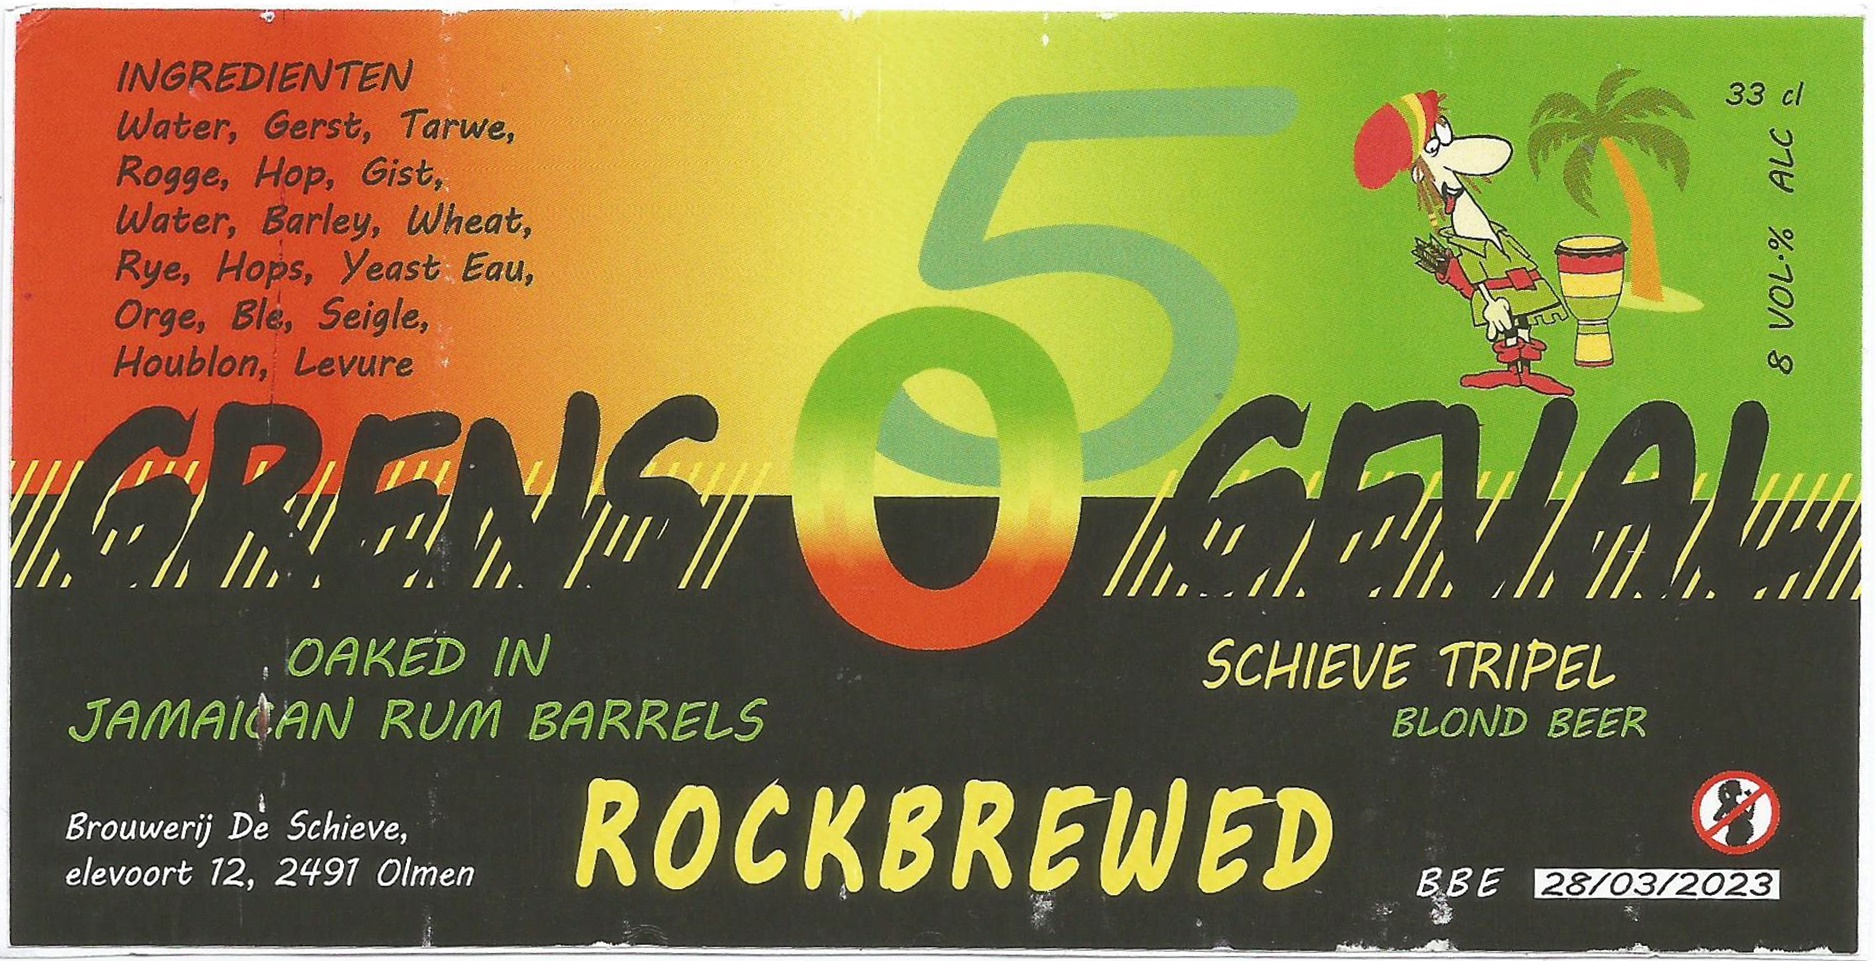 INGREDIENTEN
Water, Gerst, Tarwe,
Rogge, Hop, Gist,
Water, Barley, Wheat,
Rye, Hops, Yeast Eau,
Orge, Blé, Seigle,
Houblon, Levure
33 cl
8 VOL.% ALC
5
GRENS 0 GEVAL
OAKED IN
JAMAICAN RUM BARRELS
SCHIEVE TRIPEL
BLOND BEER
ROCKBREWED
Brouwerij De Schieve,
elevoort 12, 2491 Olmen
BBE 28/03/2023